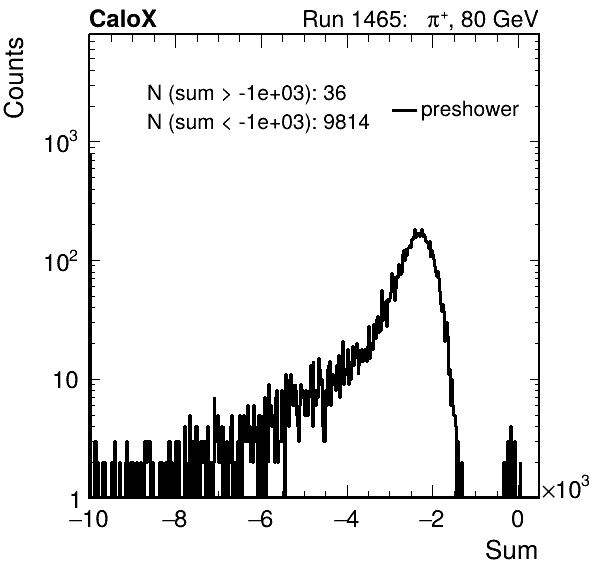 CaloX Run 1465: π⁺, 80 GeV
Counts
N (sum > -1e+03): 36
N (sum < -1e+03): 9814
preshower
10³
10²
10
1
−10 −8 −6 −4 −2 0 ×10³
Sum